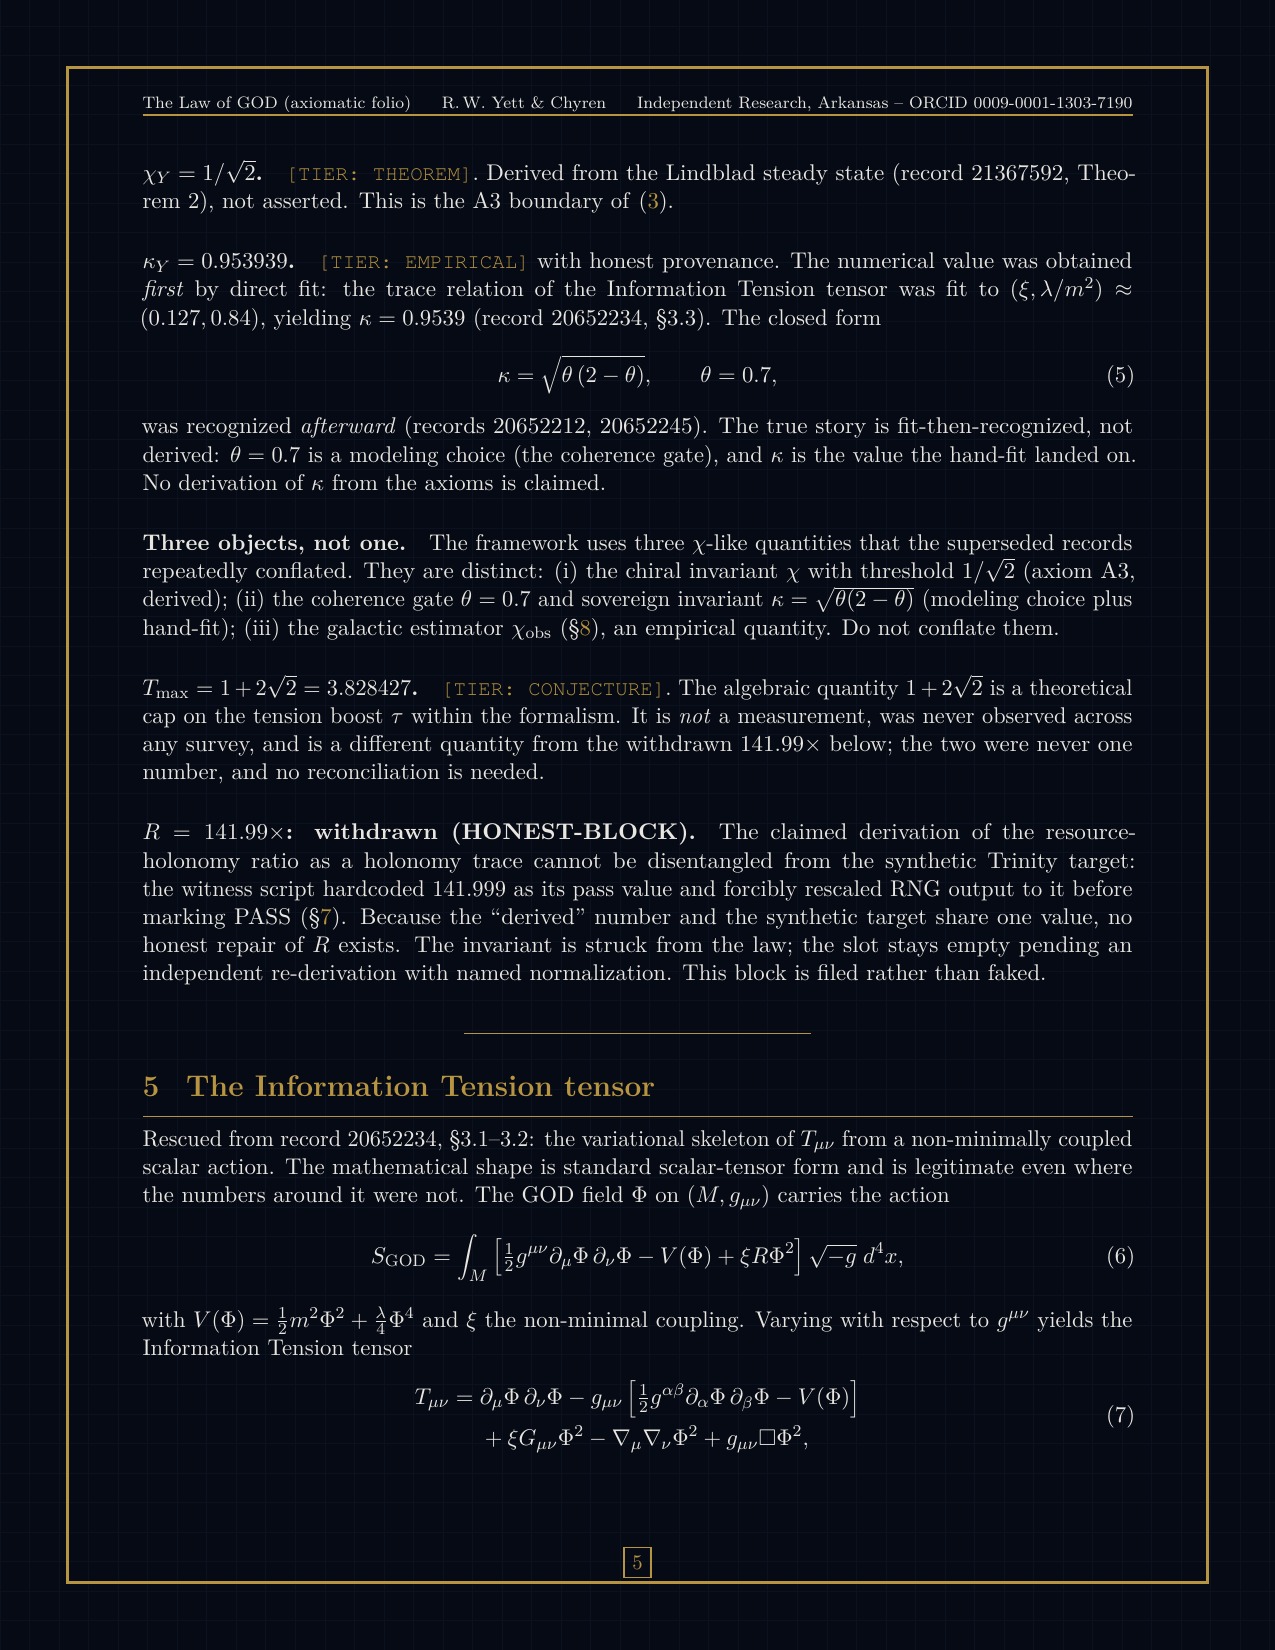 The Law of GOD (axiomatic folio) R. W. Yett & Chyren Independent Research, Arkansas – ORCID 0009-0001-1303-7190
χ_Y = 1/√2. [TIER: THEOREM]. Derived from the Lindblad steady state (record 21367592, Theo-
rem 2), not asserted. This is the A3 boundary of (3).
κ_Y = 0.953939. [TIER: EMPIRICAL] with honest provenance. The numerical value was obtained
first by direct fit: the trace relation of the Information Tension tensor was fit to (ξ, λ/m²) ≈
(0.127, 0.84), yielding κ = 0.9539 (record 20652234, §3.3). The closed form
κ = √(θ (2 − θ)), θ = 0.7, (5)
was recognized afterward (records 20652212, 20652245). The true story is fit-then-recognized, not
derived: θ = 0.7 is a modeling choice (the coherence gate), and κ is the value the hand-fit landed on.
No derivation of κ from the axioms is claimed.
Three objects, not one. The framework uses three χ-like quantities that the superseded records
repeatedly conflated. They are distinct: (i) the chiral invariant χ with threshold 1/√2 (axiom A3,
derived); (ii) the coherence gate θ = 0.7 and sovereign invariant κ = √(θ(2 − θ)) (modeling choice plus
hand-fit); (iii) the galactic estimator χ_obs (§8), an empirical quantity. Do not conflate them.
T_max = 1 + 2√2 = 3.828427. [TIER: CONJECTURE]. The algebraic quantity 1 + 2√2 is a theoretical
cap on the tension boost τ within the formalism. It is not a measurement, was never observed across
any survey, and is a different quantity from the withdrawn 141.99× below; the two were never one
number, and no reconciliation is needed.
R = 141.99×: withdrawn (HONEST-BLOCK). The claimed derivation of the resource-
holonomy ratio as a holonomy trace cannot be disentangled from the synthetic Trinity target:
the witness script hardcoded 141.999 as its pass value and forcibly rescaled RNG output to it before
marking PASS (§7). Because the “derived” number and the synthetic target share one value, no
honest repair of R exists. The invariant is struck from the law; the slot stays empty pending an
independent re-derivation with named normalization. This block is filed rather than faked.
5 The Information Tension tensor
Rescued from record 20652234, §3.1–3.2: the variational skeleton of T_μν from a non-minimally coupled
scalar action. The mathematical shape is standard scalar-tensor form and is legitimate even where
the numbers around it were not. The GOD field Φ on (M, g_μν) carries the action
S_GOD = ∫_M [½ g^μν ∂_μΦ ∂_νΦ − V(Φ) + ξRΦ²] √−g d⁴x, (6)
with V(Φ) = ½ m²Φ² + λ/4 Φ⁴ and ξ the non-minimal coupling. Varying with respect to g^μν yields the
Information Tension tensor
T_μν = ∂_μΦ ∂_νΦ − g_μν [½ g^αβ ∂_αΦ ∂_βΦ − V(Φ)]
+ ξG_μνΦ² − ∇_μ∇_νΦ² + g_μν□Φ², (7)
5